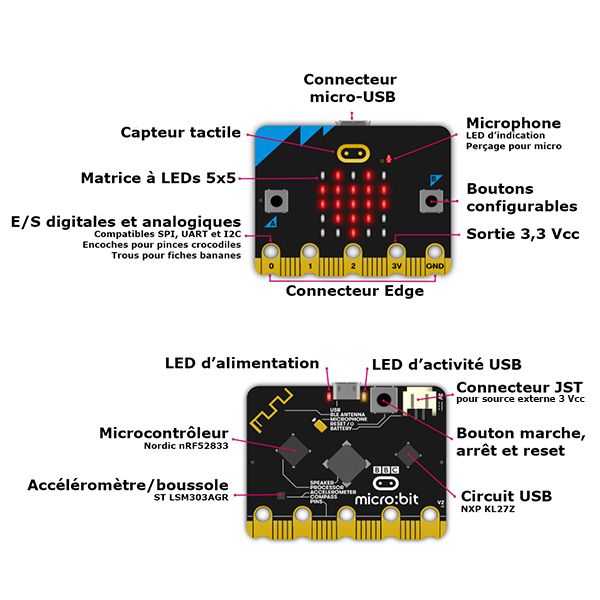 Connecteur
micro-USB
Capteur tactile
Microphone
LED d’indication
Perçage pour micro
Matrice à LEDs 5x5
B
Boutons
configurables
A
E/S digitales et analogiques
Compatibles SPI, UART et I2C
Encoches pour pinces crocodiles
Trous pour fiches bananes
Sortie 3,3 Vcc
0 1 2 3V GND
Connecteur Edge
LED d’alimentation
LED d’activité USB
Connecteur JST
pour source externe 3 Vcc
USB
BLE ANTENNA
MICROPHONE
RESET / ⏻
BATTERY
Microcontrôleur
Nordic nRF52833
Bouton marche,
arrêt et reset
BBC
micro:bit
SPEAKER
PROCESSOR
ACCELEROMETER
COMPASS
PINS
Accéléromètre/boussole
ST LSM303AGR
Circuit USB
NXP KL27Z
V2